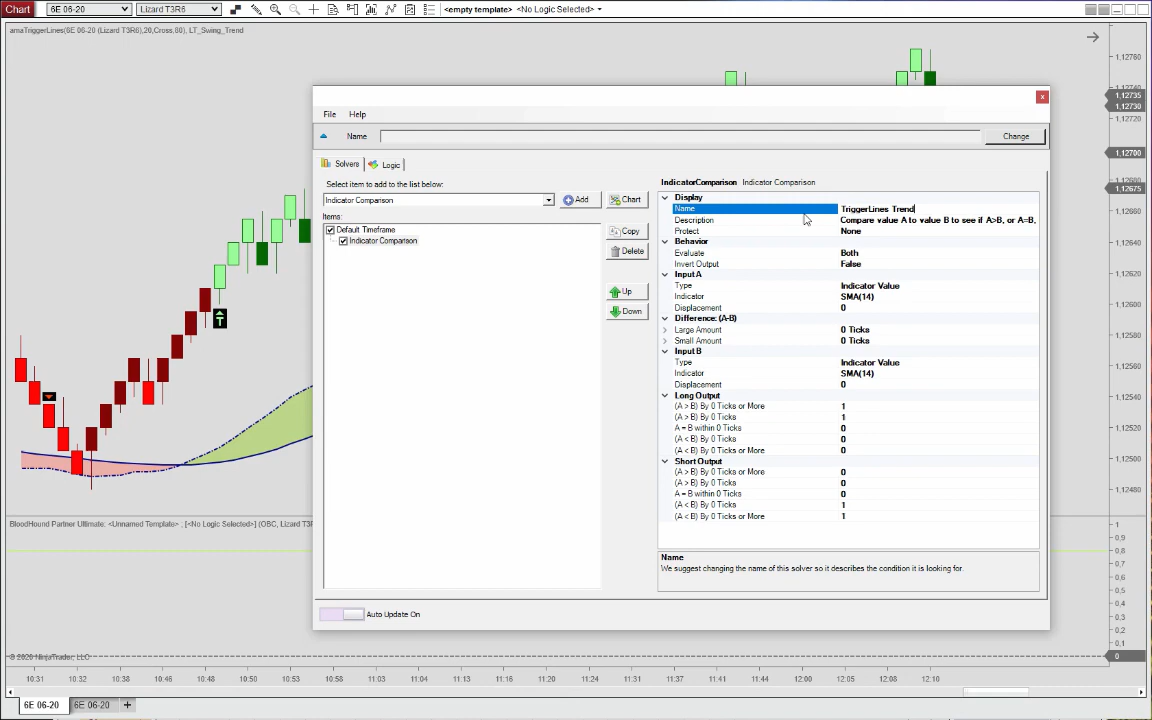 Chart 6E 06-20 Lizard T3R6 <empty template> <No Logic Selected>
amaTriggerLines(6E 06-20 (Lizard T3R6),20,Cross,80), LT_Swing_Trend
File Help
Name Change
Solvers Logic
Select item to add to the list below:
Indicator Comparison Add Chart
Items:
Default Timeframe
Indicator Comparison
Copy
Delete
Up
Down
Auto Update On
IndicatorComparison Indicator Comparison
Display
Name TriggerLines Trend
Description Compare value A to value B to see if A>B, or A=B,
Protect None
Behavior
Evaluate Both
Invert Output False
Input A
Type Indicator Value
Indicator SMA(14)
Displacement 0
Difference: (A-B)
Large Amount 0 Ticks
Small Amount 0 Ticks
Input B
Type Indicator Value
Indicator SMA(14)
Displacement 0
Long Output
(A > B) By 0 Ticks or More 1
(A > B) By 0 Ticks 1
A = B within 0 Ticks 0
(A < B) By 0 Ticks 0
(A < B) By 0 Ticks or More 0
Short Output
(A > B) By 0 Ticks or More 0
(A > B) By 0 Ticks 0
A = B within 0 Ticks 0
(A < B) By 0 Ticks 1
(A < B) By 0 Ticks or More 1
Name
We suggest changing the name of this solver so it describes the condition it is looking for.
1,12760
1,12735
1,12730
1,12720
1,12700
1,12675
1,12660
1,12640
1,12620
1,12600
1,12580
1,12560
1,12540
1,12520
1,12500
1,12480
T
BloodHound Partner Ultimate: <Unnamed Template> ; [<No Logic Selected>] (OBC, Lizard T3R
1
0,9
0,8
0,7
0,6
0,5
0,4
0,3
0,2
0,1
0
© 2020 NinjaTrader, LLC
10:31 10:32 10:38 10:46 10:48 10:50 10:53 10:58 11:03 11:04 11:11 11:14 11:20 11:29 11:33 11:37 11:41 11:44 12:00 12:05 12:08 12:10
6E 06-20 6E 06-20 +